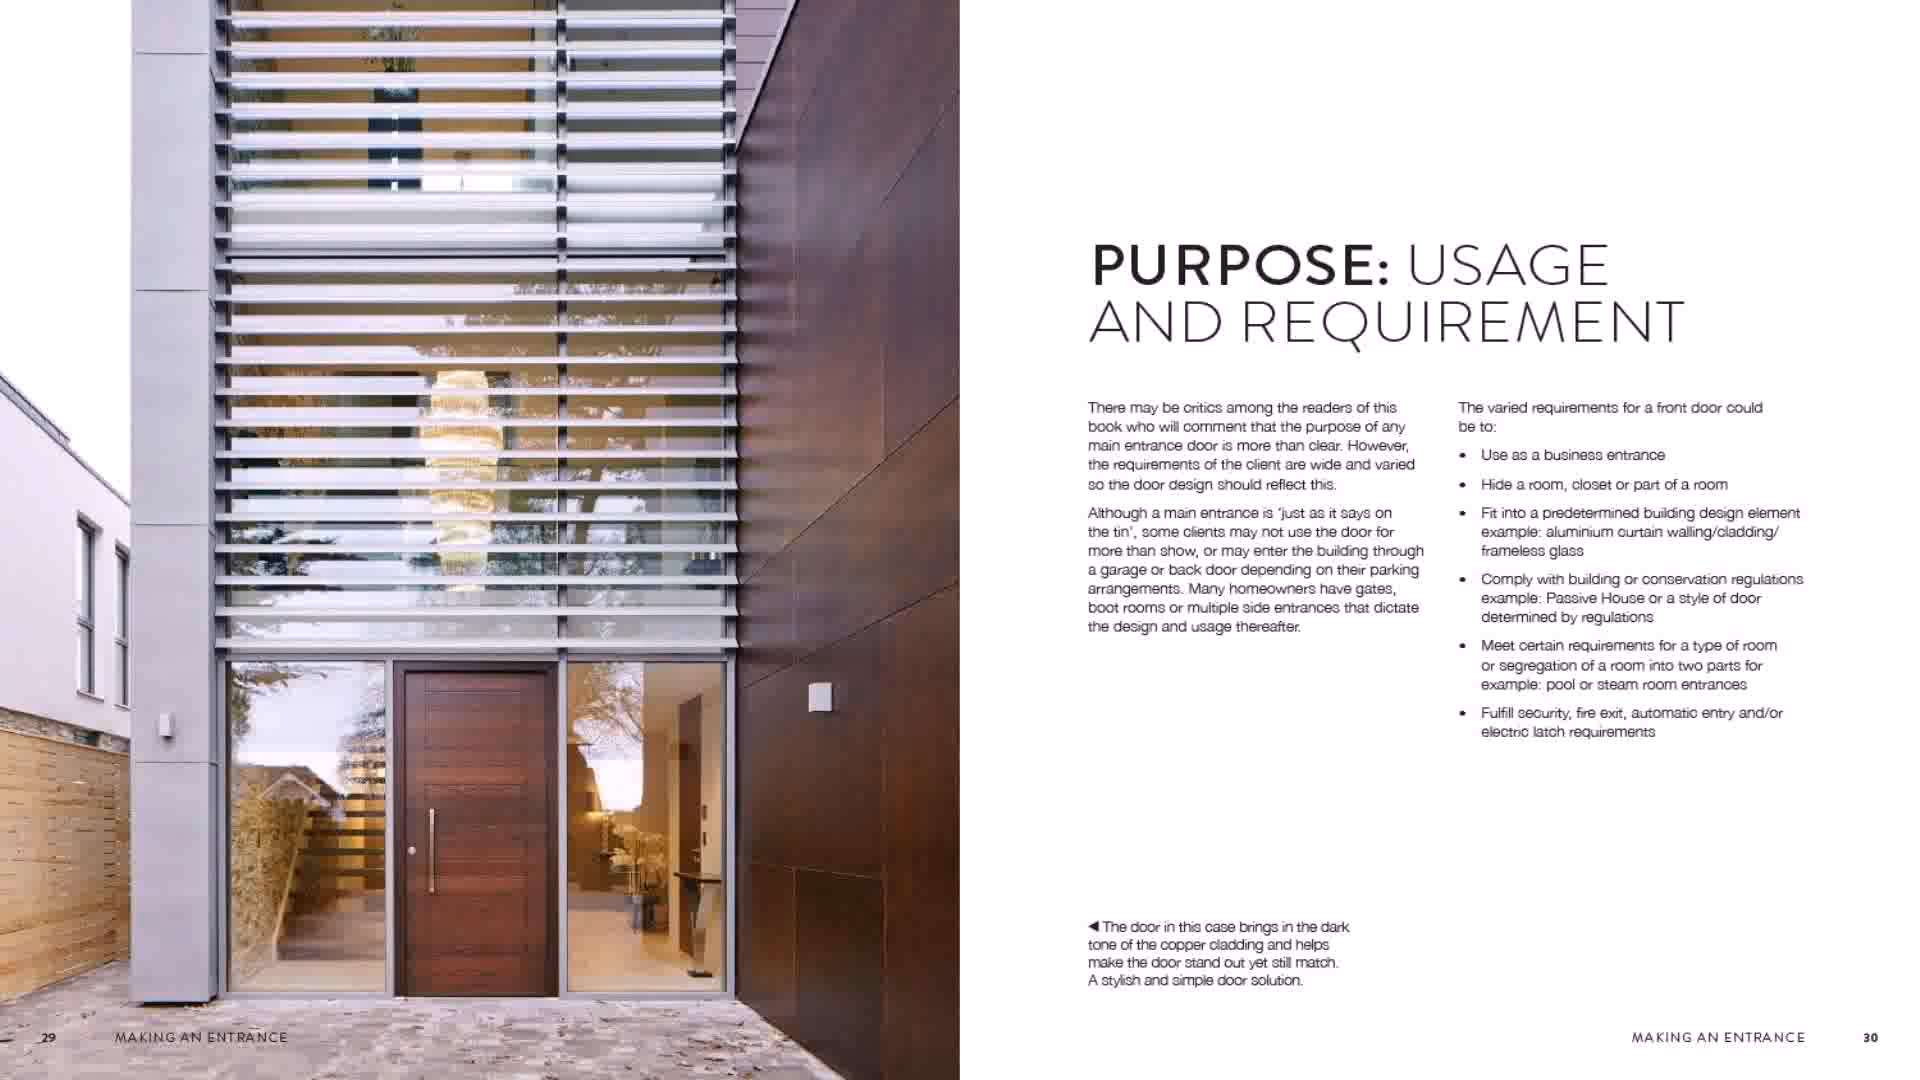 PURPOSE: USAGE
AND REQUIREMENT
There may be critics among the readers of this
book who will comment that the purpose of any
main entrance door is more than clear. However,
the requirements of the client are wide and varied
so the door design should reflect this.
Although a main entrance is ‘just as it says on
the tin’, some clients may not use the door for
more than show, or may enter the building through
a garage or back door depending on their parking
arrangements. Many homeowners have gates,
boot rooms or multiple side entrances that dictate
the design and usage thereafter.
The varied requirements for a front door could
be to:
• Use as a business entrance
• Hide a room, closet or part of a room
• Fit into a predetermined building design element
example: aluminium curtain walling/cladding/
frameless glass
• Comply with building or conservation regulations
example: Passive House or a style of door
determined by regulations
• Meet certain requirements for a type of room
or segregation of a room into two parts for
example: pool or steam room entrances
• Fulfill security, fire exit, automatic entry and/or
electric latch requirements
◀ The door in this case brings in the dark
tone of the copper cladding and helps
make the door stand out yet still match.
A stylish and simple door solution.
29 MAKING AN ENTRANCE
MAKING AN ENTRANCE 30